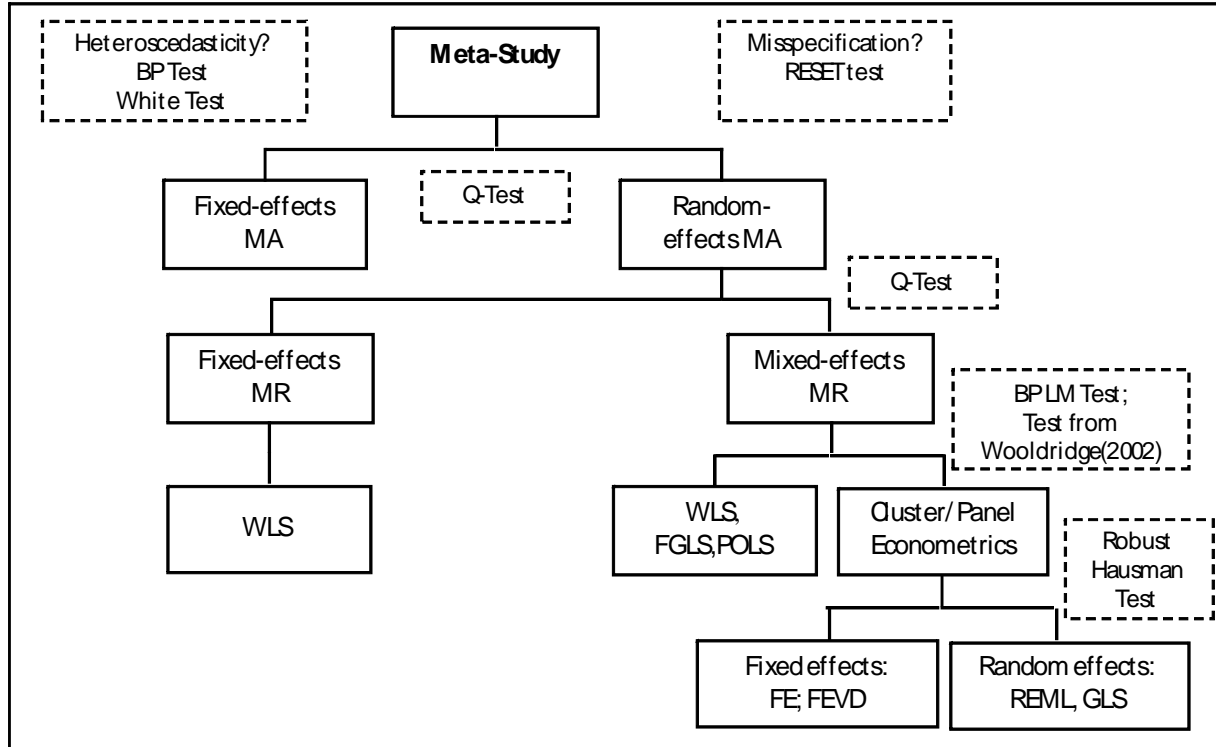 Heteroscedasticity?
BP Test
White Test
Meta-Study
Misspecification?
RESET test
Fixed-effects
MA
Q-Test
Random-
effects MA
Q-Test
Fixed-effects
MR
Mixed-effects
MR
BPLM Test;
Test from
Wooldridge(2002)
WLS
WLS,
FGLS,POLS
Cluster/Panel
Econometrics
Robust
Hausman
Test
Fixed effects:
FE; FEVD
Random effects:
REML, GLS